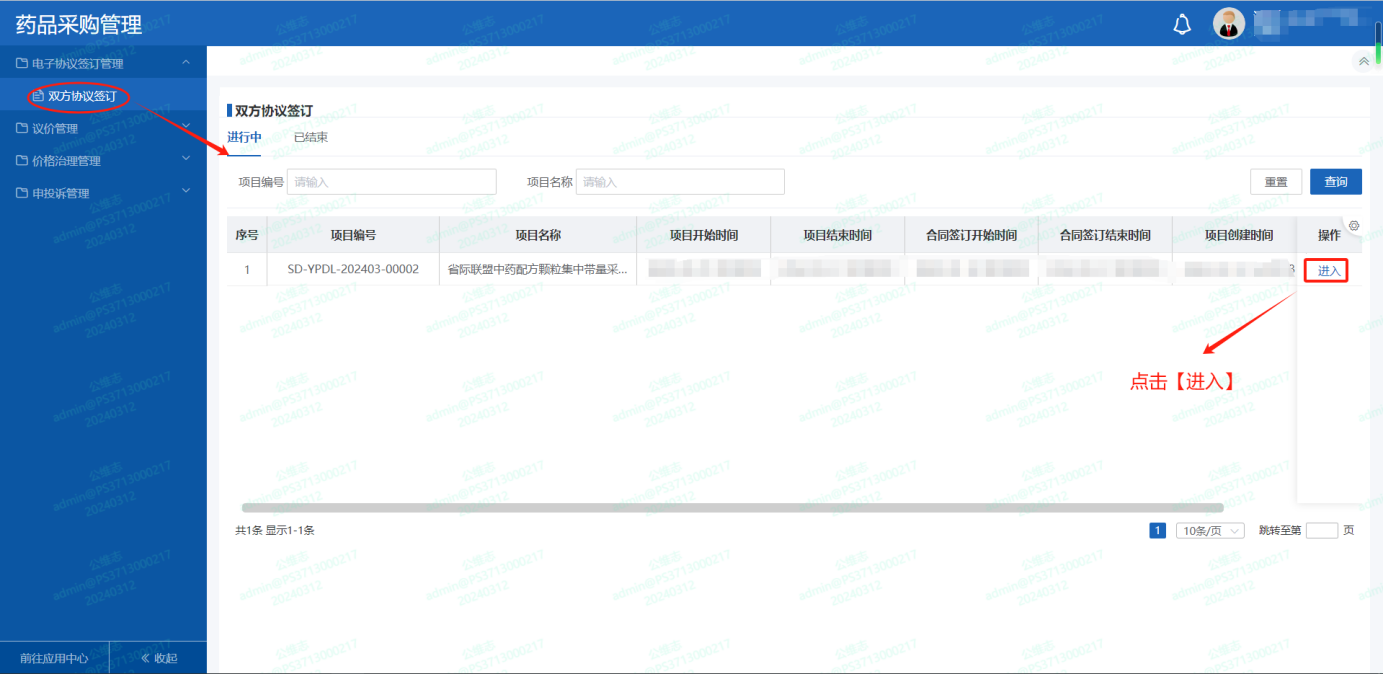 药品采购管理
电子协议签订管理
双方协议签订
议价管理
价格治理管理
申投诉管理
双方协议签订
进行中 已结束
项目编号 请输入 项目名称 请输入 重置 查询
序号 项目编号 项目名称 项目开始时间 项目结束时间 合同签订开始时间 合同签订结束时间 项目创建时间 操作
1 SD-YPDL-202403-00002 省际联盟中药配方颗粒集中带量采... 3 进入
点击【进入】
共1条 显示1-1条 1 10条/页 跳转至第 页
前往应用中心 收起
admin@PS3713000217
20240312